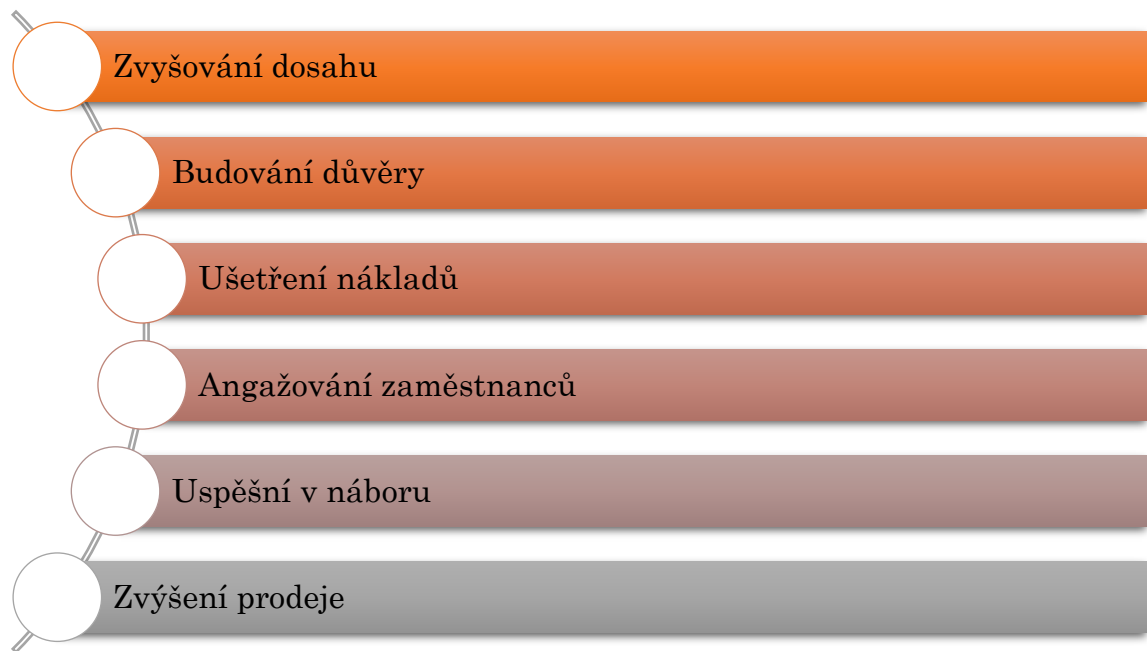 Zvyšování dosahu
Budování důvěry
Ušetření nákladů
Angažování zaměstnanců
Uspěšní v náboru
Zvýšení prodeje